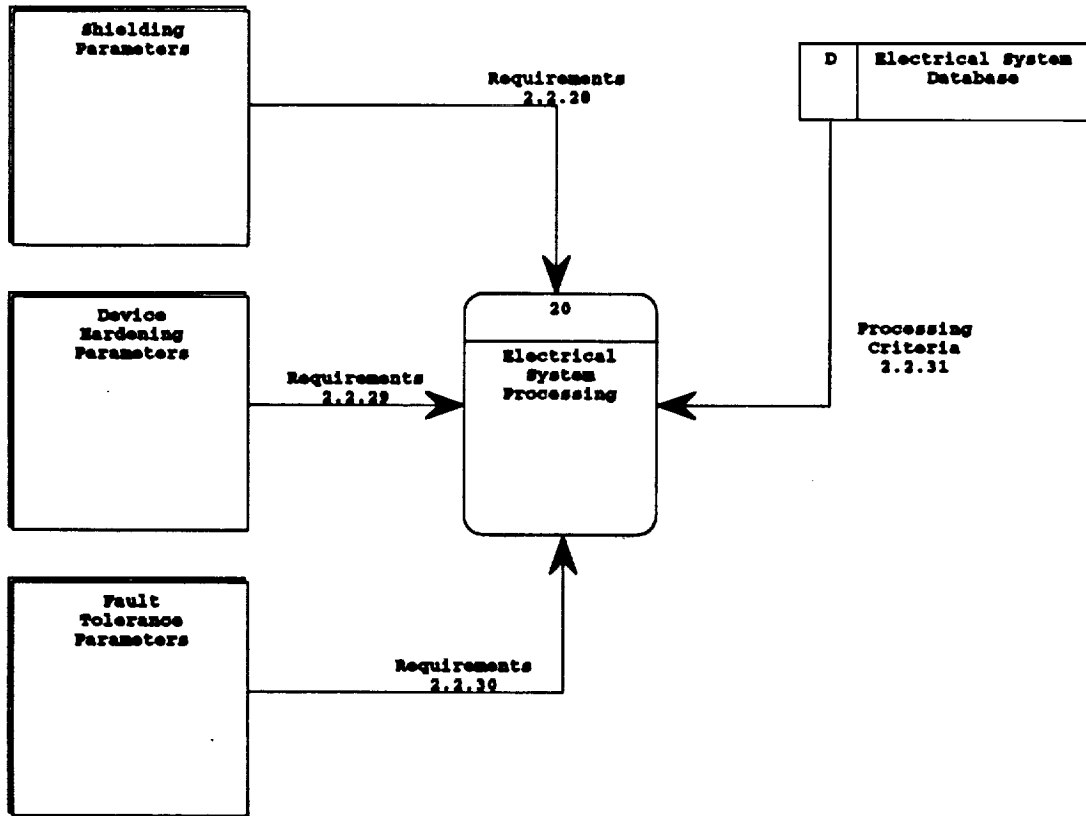 Shielding
Parameters
Requirements
2.2.28
D
Electrical System
Database
Device
Hardening
Parameters
Requirements
2.2.29
20
Electrical
System
Processing
Processing
Criteria
2.2.31
Fault
Tolerance
Parameters
Requirements
2.2.30